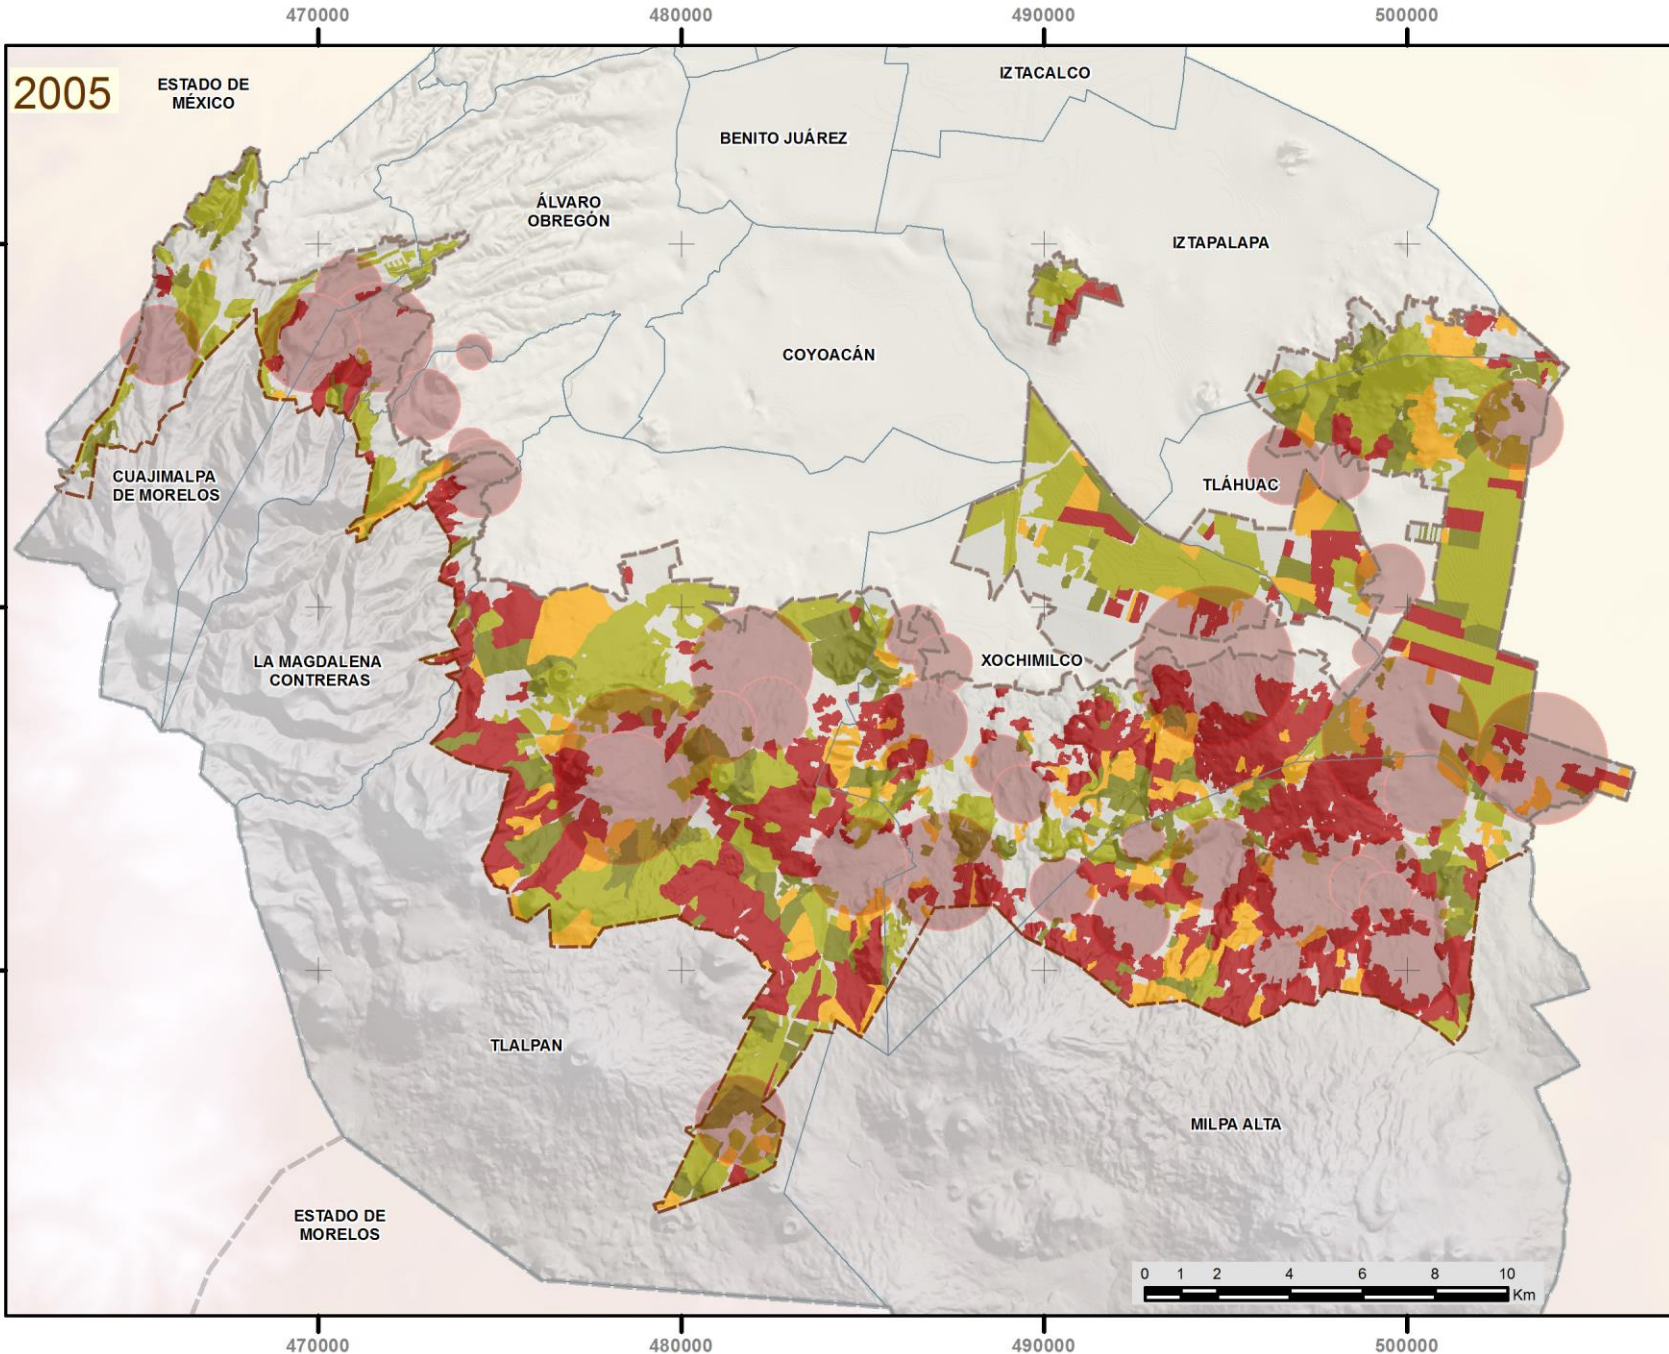 470000
480000
490000
500000
2005
ESTADO DE
MÉXICO
IZTACALCO
BENITO JUÁREZ
ÁLVARO
OBREGÓN
IZTAPALAPA
COYOACÁN
CUAJIMALPA
DE MORELOS
TLÁHUAC
LA MAGDALENA
CONTRERAS
XOCHIMILCO
TLALPAN
MILPA ALTA
ESTADO DE
MORELOS
0 1 2 4 6 8 10
Km
470000
480000
490000
500000